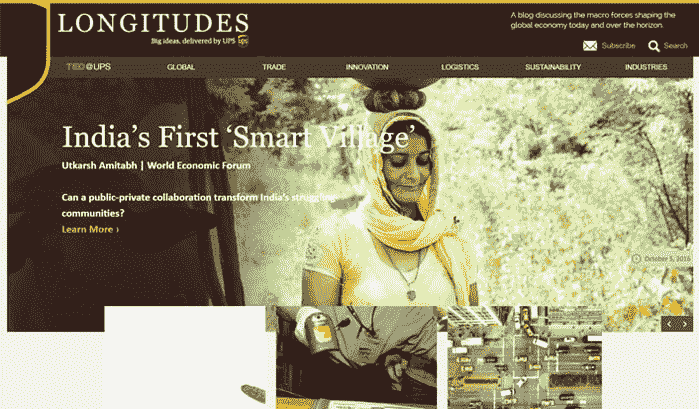 LONGITUDES
Big ideas, delivered by UPS
ups
A blog discussing the macro forces shaping the
global economy today and over the horizon.
Subscribe
Search
TED@UPS
GLOBAL
TRADE
INNOVATION
LOGISTICS
SUSTAINABILITY
INDUSTRIES
India's First 'Smart Village'
Utkarsh Amitabh | World Economic Forum
Can a public-private collaboration transform India's struggling
communities?
Learn More ›
October 5, 2016